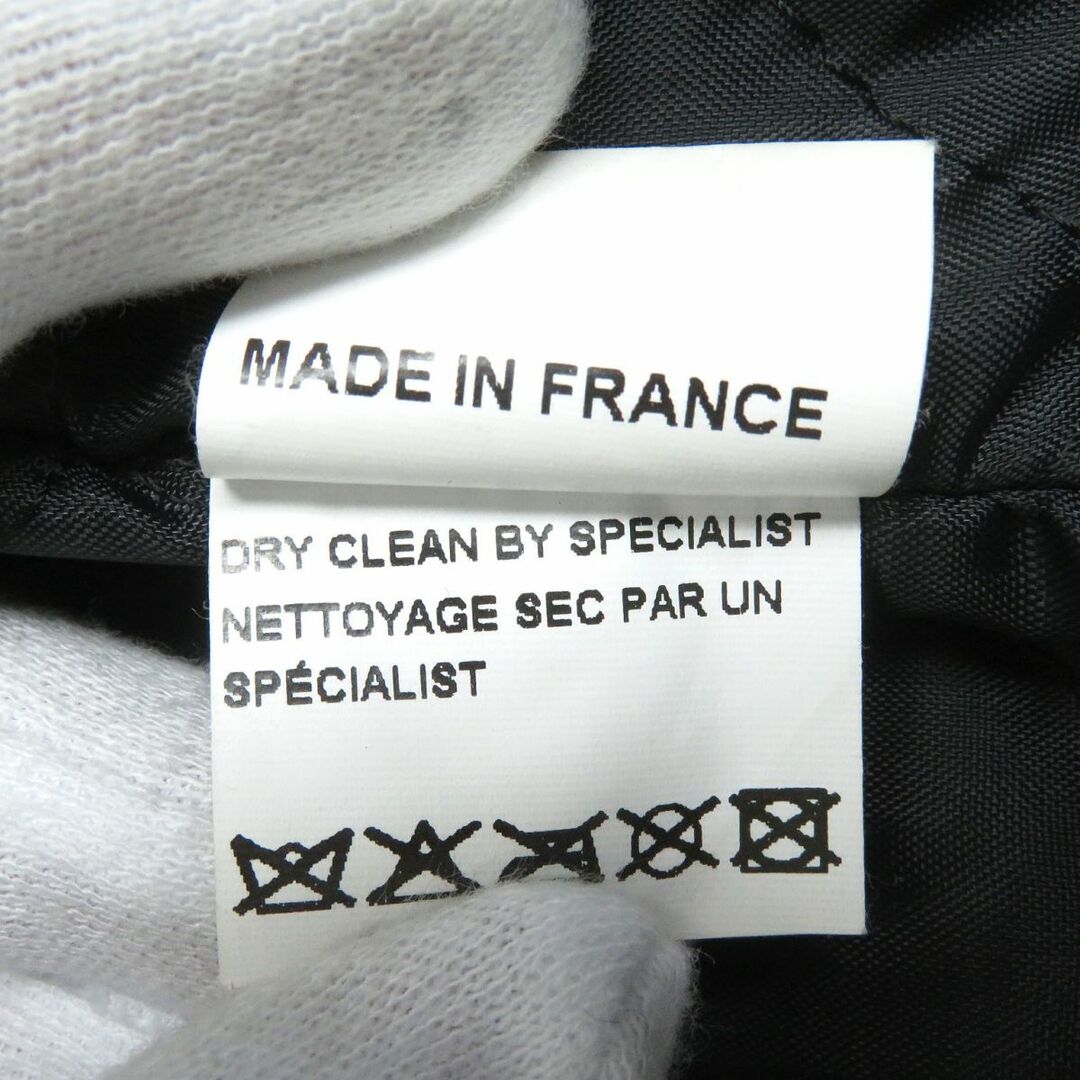 MADE IN FRANCE
DRY CLEAN BY SPECIALIST
NETTOYAGE SEC PAR UN
SPÉCIALIST